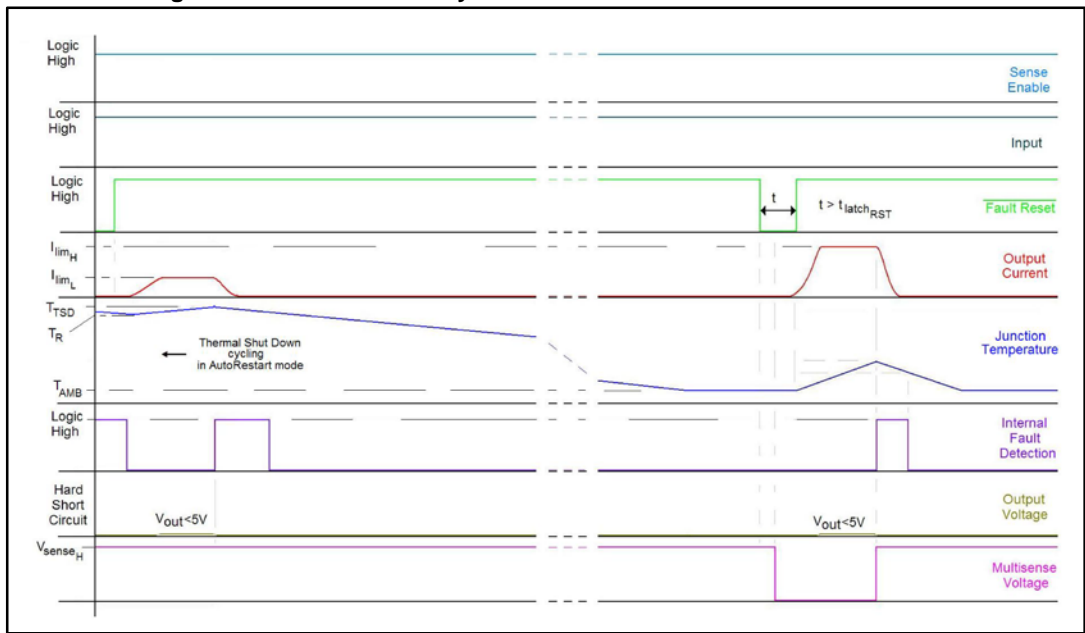 Logic
High
Sense
Enable
Logic
High
Input
Logic
High
t
t > tlatchRST
Fault Reset
IlimH
IlimL
Output
Current
TTSD
TR
Thermal Shut Down
cycling
in AutoRestart mode
Junction
Temperature
TAMB
Logic
High
Internal
Fault
Detection
Hard
Short
Circuit
Vout<5V
Vout<5V
Output
Voltage
VsenseH
Multisense
Voltage